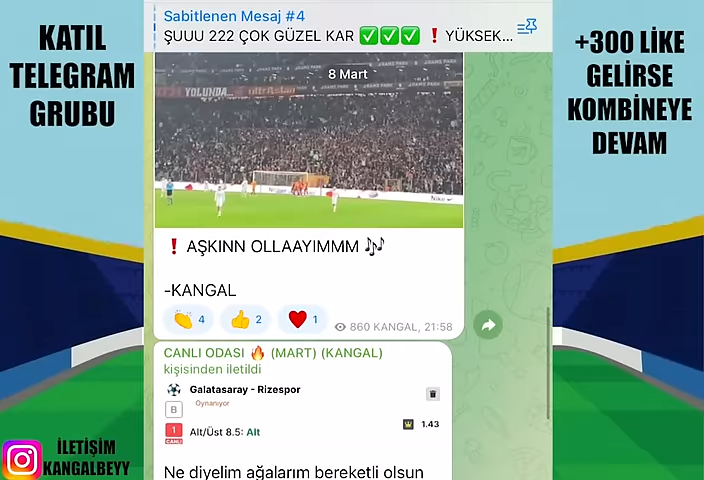 KATIL
TELEGRAM
GRUBU
Sabitlenen Mesaj #4
ŞUUU 222 ÇOK GÜZEL KAR ✅✅✅ ❗ YÜKSEK...
+300 LİKE
GELİRSE
KOMBİNEYE
DEVAM
8 Mart
YOLUNDA...
❗ AŞKINN OLLAAYIMMM 🎶
-KANGAL
👏 4 👍 2 ❤️ 1
860 KANGAL, 21:58
CANLI ODASI 🔥 (MART) (KANGAL)
kişisinden iletildi
Galatasaray - Rizespor
Oynanıyor
B
1
CANLI
Alt/Üst 8.5: Alt
1.43
Ne diyelim ağalarım bereketli olsun
İLETİŞİM
KANGALBEYY